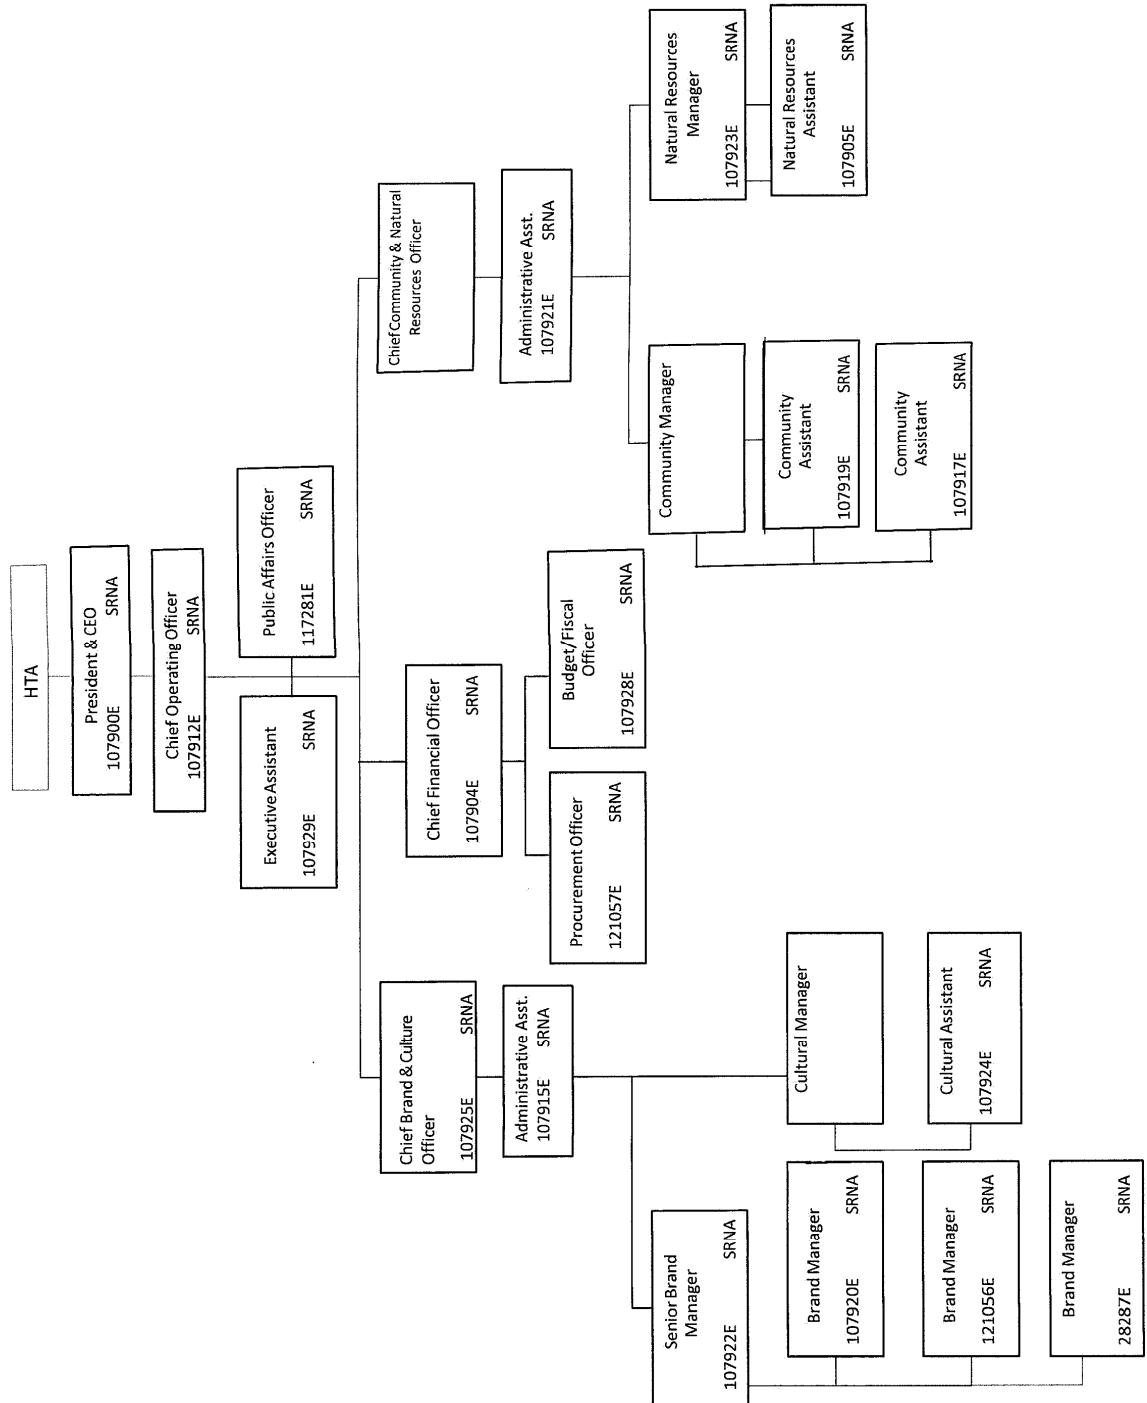 HTA
President & CEO
107900E SRNA
Chief Operating Officer
107912E SRNA
Executive Assistant
107929E SRNA
Public Affairs Officer
117281E SRNA
Chief Brand & Culture
Officer
107925E SRNA
Administrative Asst.
107915E SRNA
Senior Brand
Manager
107922E SRNA
Brand Manager
107920E SRNA
Brand Manager
121056E SRNA
Brand Manager
28287E SRNA
Cultural Manager
Cultural Assistant
107924E SRNA
Chief Financial Officer
107904E SRNA
Procurement Officer
121057E SRNA
Budget/Fiscal
Officer
107928E SRNA
Chief Community & Natural
Resources Officer
Administrative Asst.
107921E SRNA
Community Manager
Community
Assistant
107919E SRNA
Community
Assistant
107917E SRNA
Natural Resources
Manager
107923E SRNA
Natural Resources
Assistant
107905E SRNA